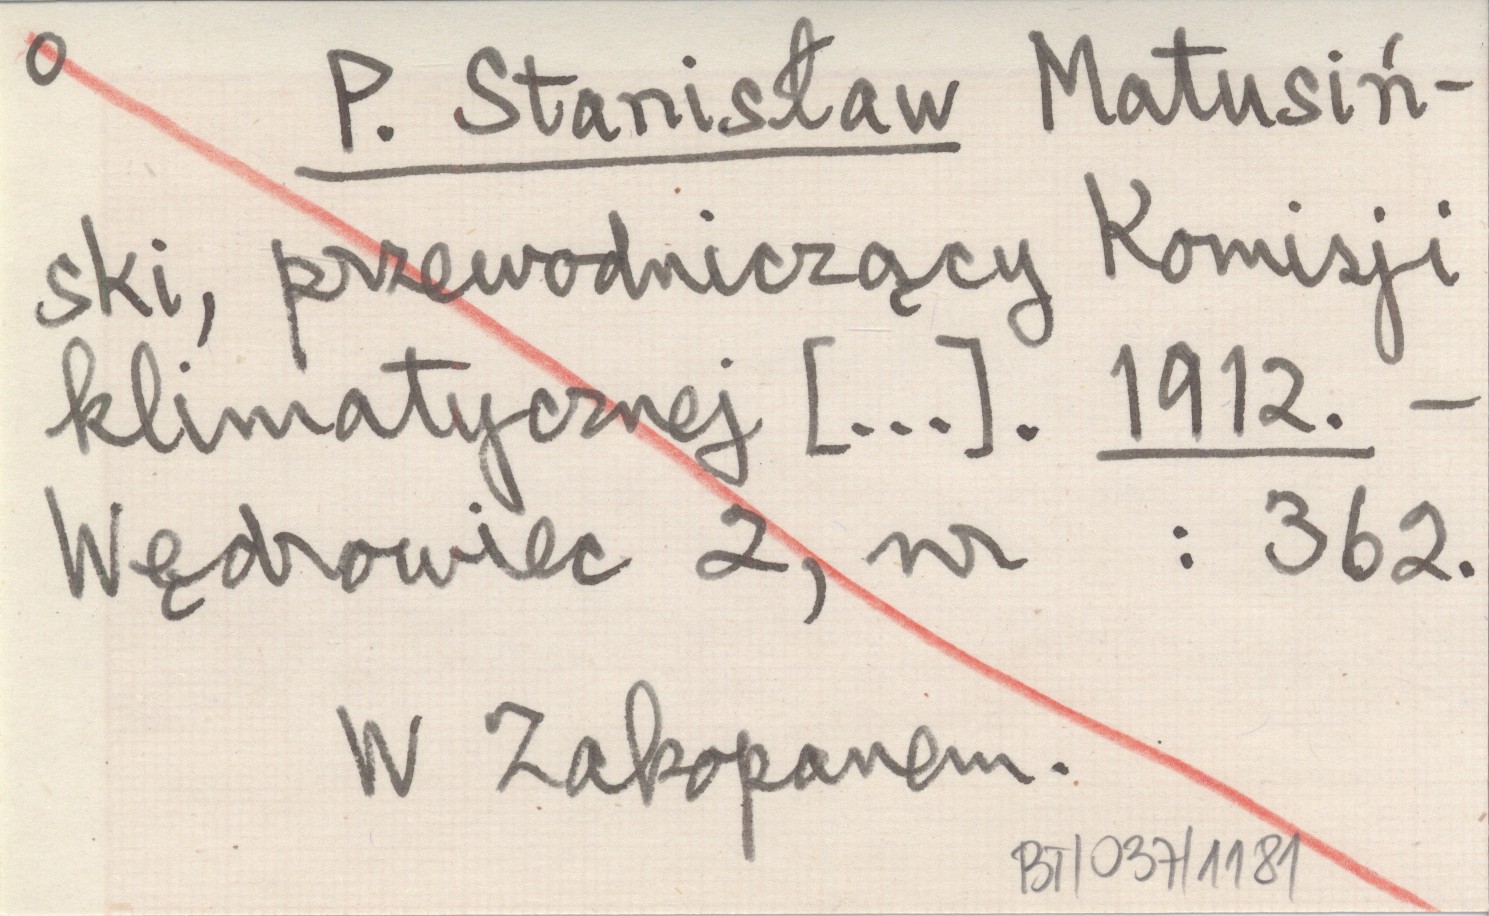 o P. Stanisław Matusiń-
ski, przewodniczący Komisji
klimatycznej [...]. 1912. –
Wędrowiec 2, nr : 362.
W Zakopanem.
BT/037/1181